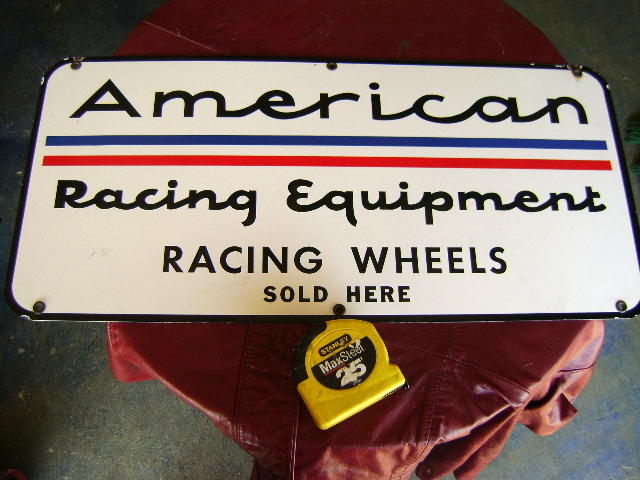 American
Racing Equipment
RACING WHEELS
SOLD HERE
STANLEY
MaxSteel
25'